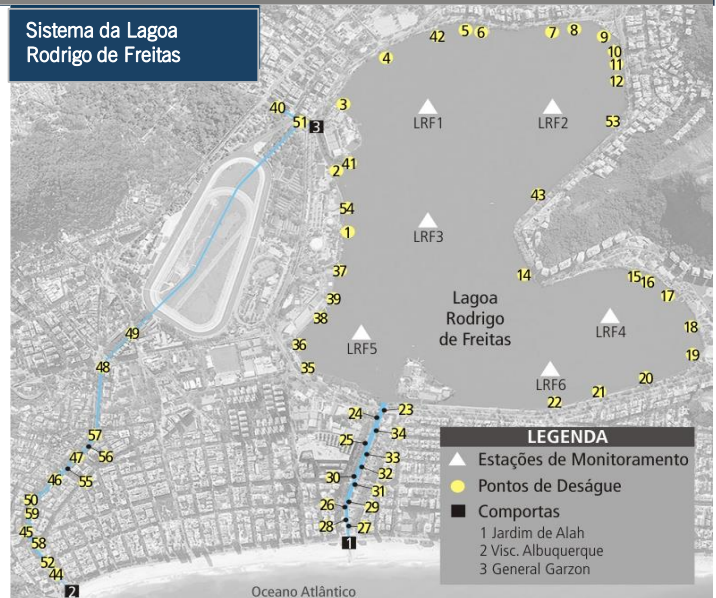 Sistema da Lagoa
Rodrigo de Freitas
5 6 7 8 9
42
4
10
11
12
40
3
51
3
LRF1
LRF2
53
41
2
43
54
1
LRF3
37
14
15
16
17
39
38
Lagoa
Rodrigo
de Freitas
LRF4
18
49
36
LRF5
19
48
35
LRF6
20
21
22
24
23
57
34
25
56
47
33
46
55
30
32
31
50
26
29
59
28
27
45
58
1
52
44
2
Oceano Atlântico
LEGENDA
Estações de Monitoramento
Pontos de Deságue
Comportas
1 Jardim de Alah
2 Visc. Albuquerque
3 General Garzon